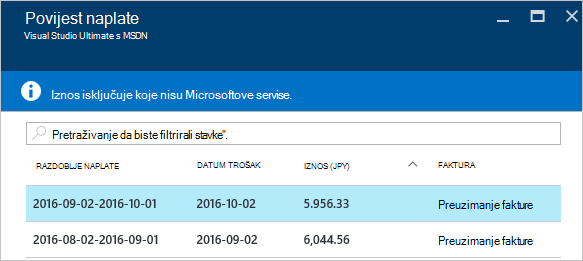 Povijest naplate
Visual Studio Ultimate s MSDN
Iznos isključuje koje nisu Microsoftove servise.
Pretraživanje da biste filtrirali stavke".
RAZDOBLJE NAPLATE DATUM TROŠAK IZNOS (JPY) FAKTURA
2016-09-02-2016-10-01 2016-10-02 5.956.33 Preuzimanje fakture
2016-08-02-2016-09-01 2016-09-02 6,044.56 Preuzimanje fakture